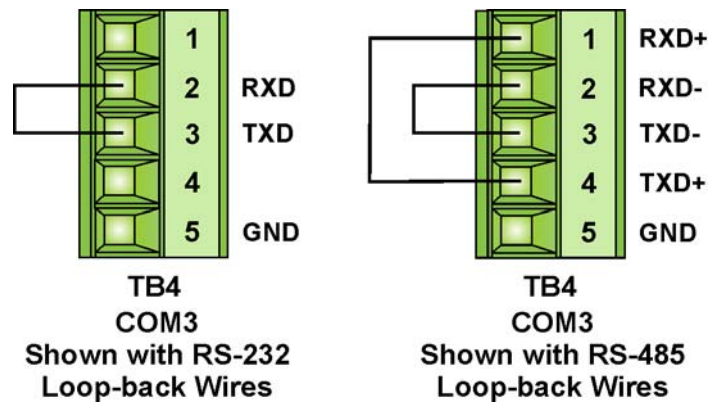 1
2 RXD
3 TXD
4
5 GND
TB4
COM3
Shown with RS-232
Loop-back Wires
1 RXD+
2 RXD-
3 TXD-
4 TXD+
5 GND
TB4
COM3
Shown with RS-485
Loop-back Wires